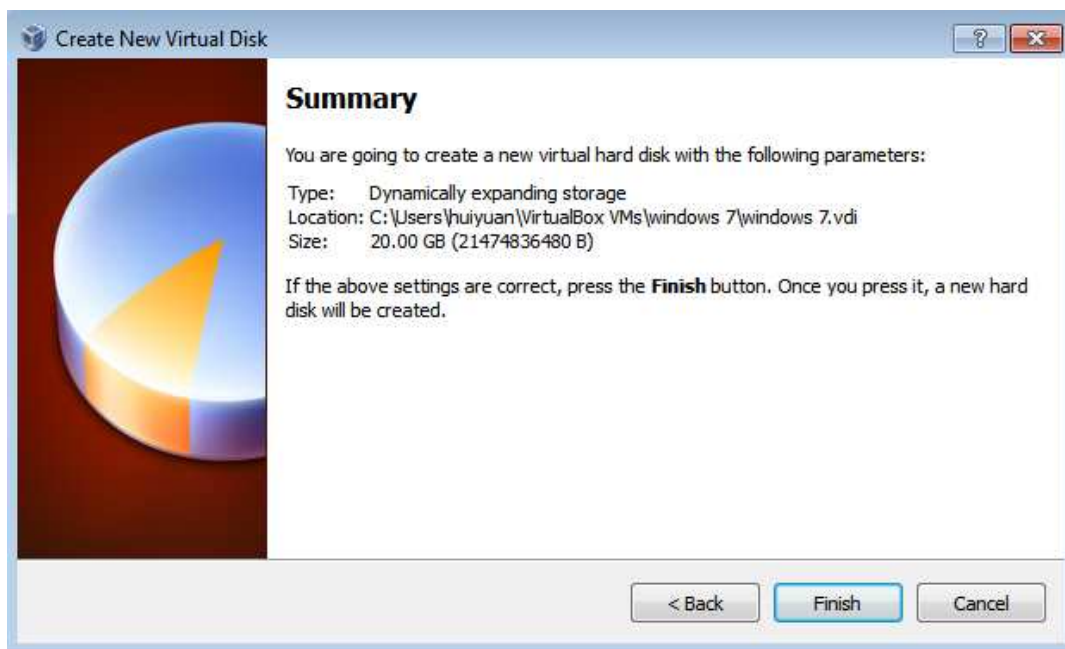 Create New Virtual Disk
Summary
You are going to create a new virtual hard disk with the following parameters:
Type: Dynamically expanding storage
Location: C:\Users\huiyuan\VirtualBox VMs\windows 7\windows 7.vdi
Size: 20.00 GB (21474836480 B)
If the above settings are correct, press the Finish button. Once you press it, a new hard
disk will be created.
< Back Finish Cancel